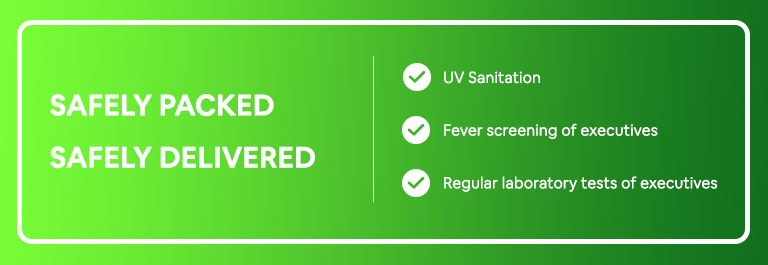 SAFELY PACKED
SAFELY DELIVERED
UV Sanitation
Fever screening of executives
Regular laboratory tests of executives